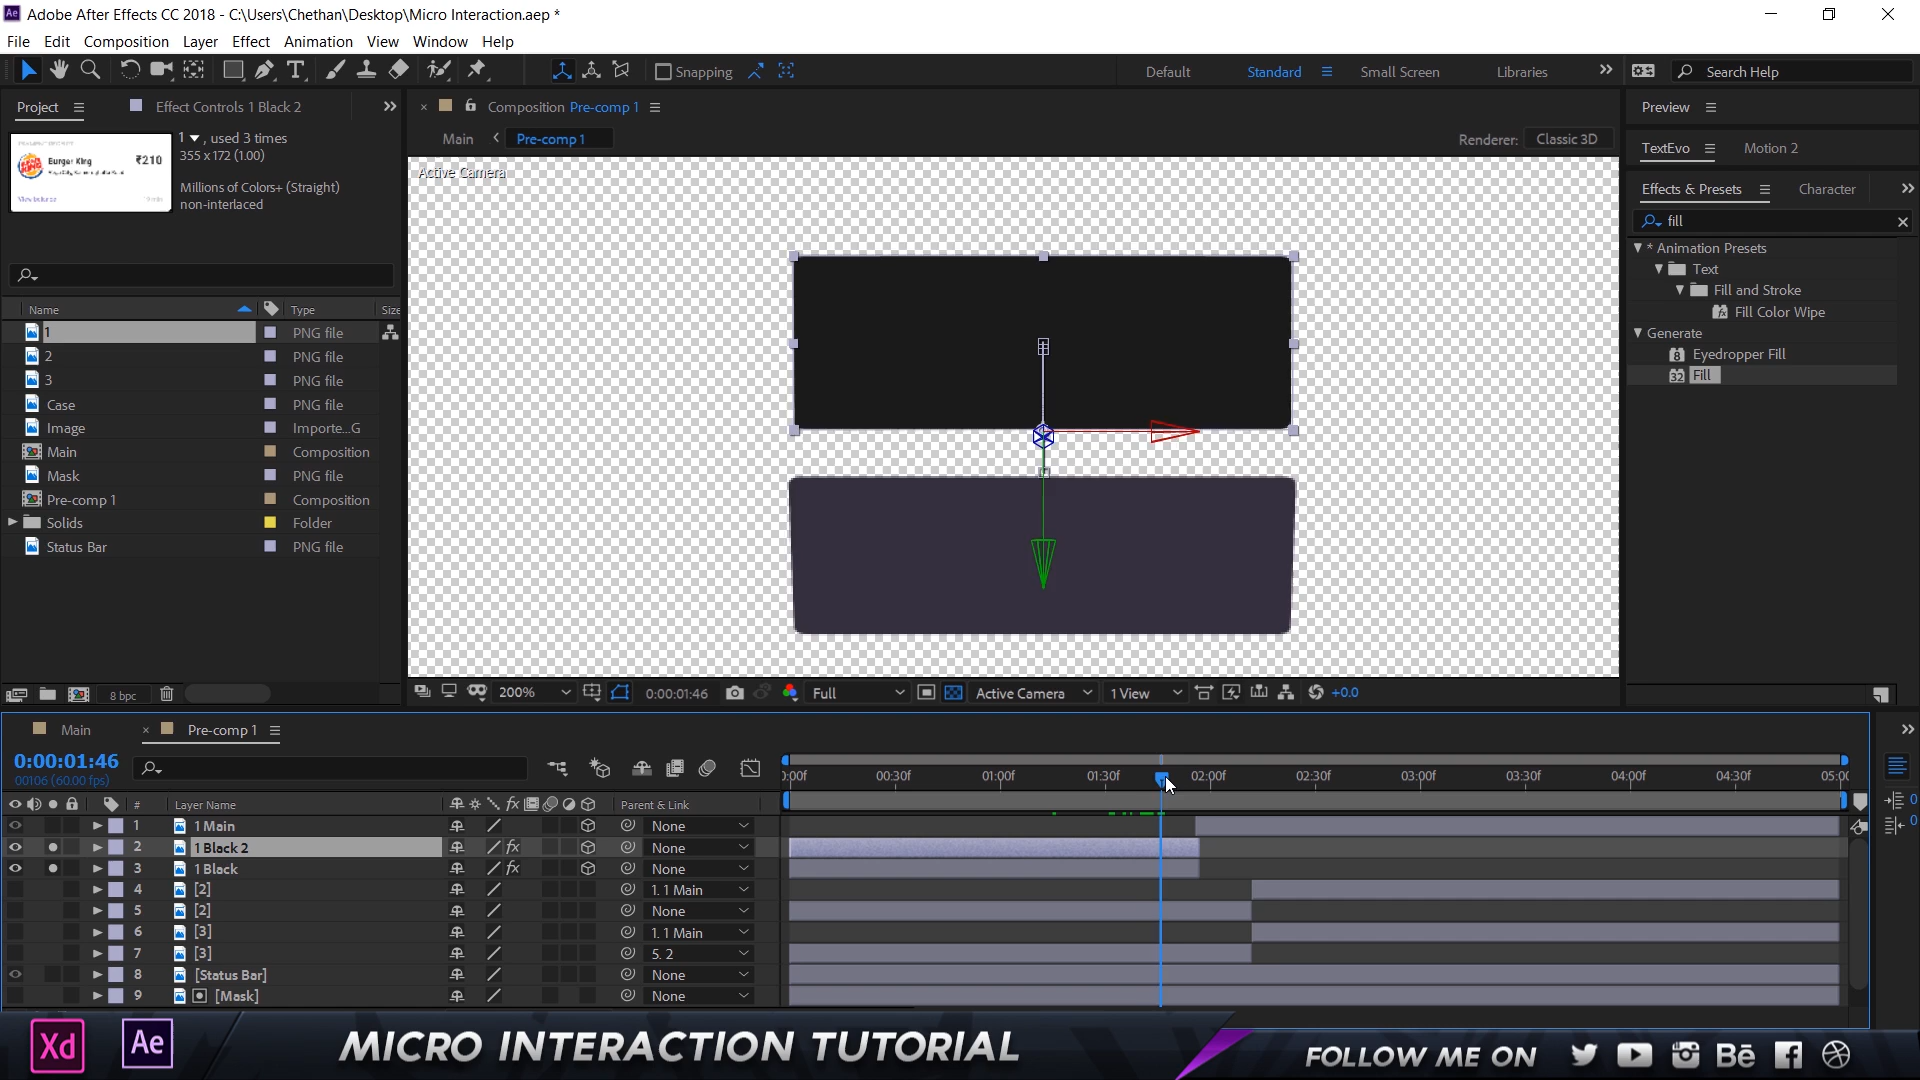 Ae Adobe After Effects CC 2018 - C:\Users\Chethan\Desktop\Micro Interaction.aep *
File Edit Composition Layer Effect Animation View Window Help
Snapping
Default Standard Small Screen Libraries Search Help
Project Effect Controls 1 Black 2
Composition Pre-comp 1
Preview
Main Pre-comp 1
Renderer: Classic 3D
TextEvo Motion 2
1 , used 3 times
355 x 172 (1.00)
Millions of Colors+ (Straight)
non-interlaced
Burger King ₹210
Active Camera
Effects & Presets Character
fill
* Animation Presets
Text
Fill and Stroke
Fill Color Wipe
Generate
Eyedropper Fill
Fill
Name Type Size
1 PNG file
2 PNG file
3 PNG file
Case PNG file
Image Importe...G
Main Composition
Mask PNG file
Pre-comp 1 Composition
Solids Folder
Status Bar PNG file
8 bpc
200% 0:00:01:46 Full Active Camera 1 View +0.0
Main Pre-comp 1
0:00:01:46
00106 (60.00 fps)
0:00f 00:30f 01:00f 01:30f 02:00f 02:30f 03:00f 03:30f 04:00f 04:30f 05:0
# Layer Name Parent & Link
1 1 Main None
2 1 Black 2 fx None
3 1 Black fx None
4 [2] 1. 1 Main
5 [2] None
6 [3] 1. 1 Main
7 [3] 5. 2
8 [Status Bar] None
9 [Mask] None
0
0
Xd Ae MICRO INTERACTION TUTORIAL FOLLOW ME ON Bē